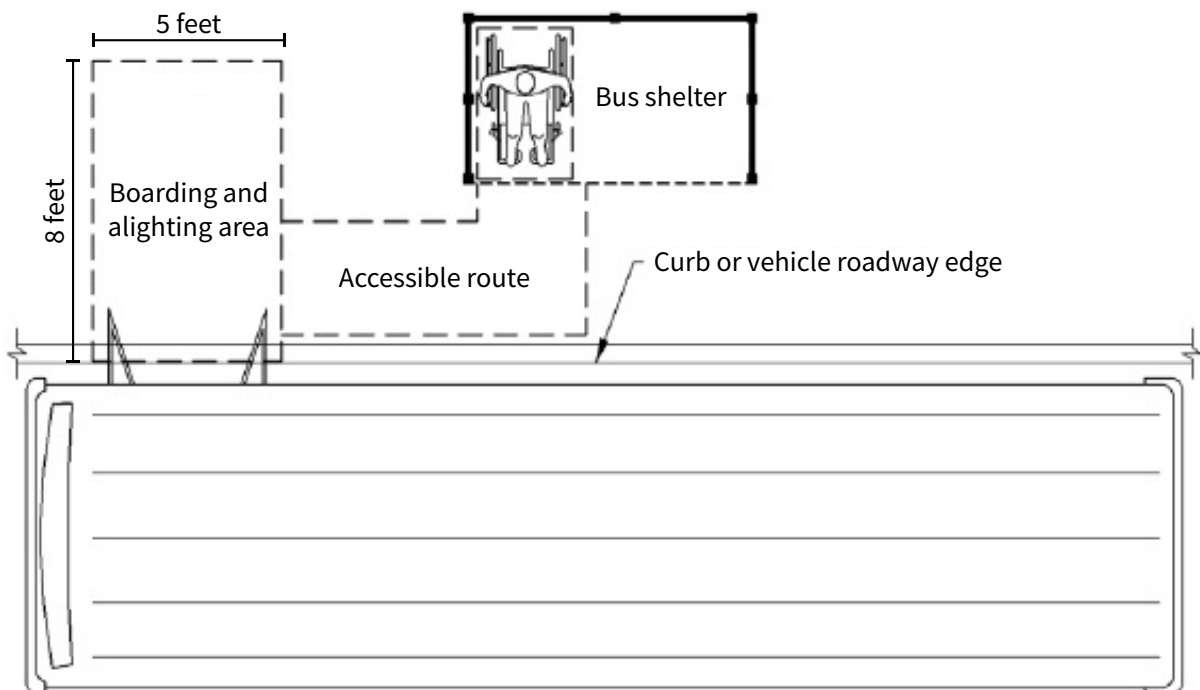 5 feet
8 feet
Bus shelter
Boarding and
alighting area
Accessible route
Curb or vehicle roadway edge